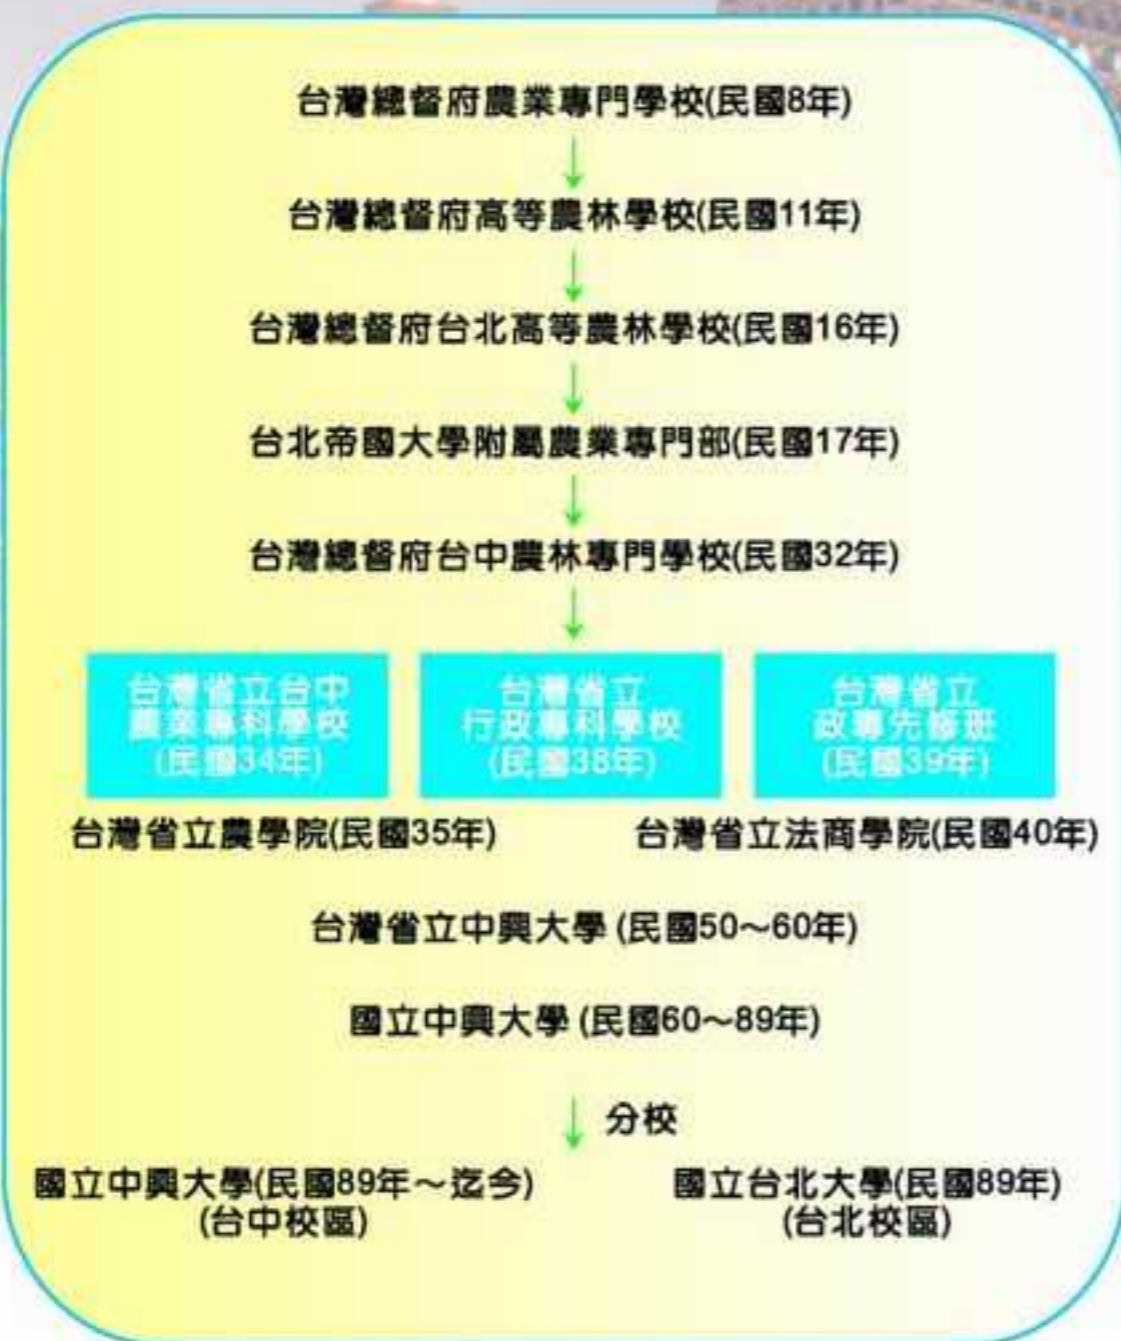 台灣總督府農業專門學校(民國8年)
台灣總督府高等農林學校(民國11年)
台灣總督府台北高等農林學校(民國16年)
台北帝國大學附屬農業專門部(民國17年)
台灣總督府台中農林專門學校(民國32年)
台灣省立台中
農業專科學校
(民國34年)
台灣省立
行政專科學校
(民國38年)
台灣省立
政專先修班
(民國39年)
台灣省立農學院(民國35年)
台灣省立法商學院(民國40年)
台灣省立中興大學 (民國50～60年)
國立中興大學 (民國60～89年)
分校
國立中興大學(民國89年～迄今)
(台中校區)
國立台北大學(民國89年)
(台北校區)